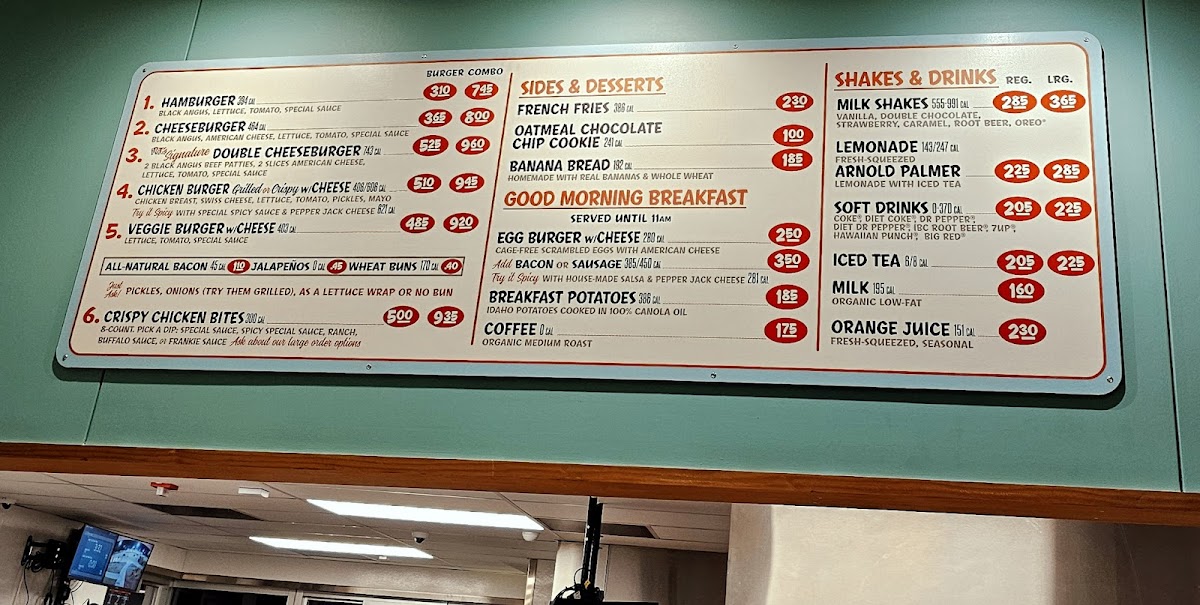 BURGER COMBO
1. HAMBURGER 384 CAL 310 745
BLACK ANGUS, LETTUCE, TOMATO, SPECIAL SAUCE
2. CHEESEBURGER 464 CAL 365 800
BLACK ANGUS, AMERICAN CHEESE, LETTUCE, TOMATO, SPECIAL SAUCE
3. Signature DOUBLE CHEESEBURGER 743 CAL 525 960
2 BLACK ANGUS BEEF PATTIES, 2 SLICES AMERICAN CHEESE,
LETTUCE, TOMATO, SPECIAL SAUCE
4. CHICKEN BURGER Grilled or Crispy w/CHEESE 406/606 CAL 510 945
CHICKEN BREAST, SWISS CHEESE, LETTUCE, TOMATO, PICKLES, MAYO
Try it Spicy WITH SPECIAL SPICY SAUCE & PEPPER JACK CHEESE 621 CAL
5. VEGGIE BURGER w/CHEESE 403 CAL 485 920
LETTUCE, TOMATO, SPECIAL SAUCE
ALL-NATURAL BACON 45 CAL 110 JALAPEÑOS 0 CAL .45 WHEAT BUNS 170 CAL .40
Just Ask! PICKLES, ONIONS (TRY THEM GRILLED), AS A LETTUCE WRAP OR NO BUN
6. CRISPY CHICKEN BITES 300 CAL 500 935
8-COUNT. PICK A DIP: SPECIAL SAUCE, SPICY SPECIAL SAUCE, RANCH,
BUFFALO SAUCE, OR FRANKIE SAUCE Ask about our large order options
SIDES & DESSERTS
FRENCH FRIES 386 CAL 230
OATMEAL CHOCOLATE
CHIP COOKIE 241 CAL 100
BANANA BREAD 192 CAL 185
HOMEMADE WITH REAL BANANAS & WHOLE WHEAT
GOOD MORNING BREAKFAST
SERVED UNTIL 11AM
EGG BURGER w/CHEESE 280 CAL 250
CAGE-FREE SCRAMBLED EGGS WITH AMERICAN CHEESE
Add BACON OR SAUSAGE 365/450 CAL 350
Try it Spicy WITH HOUSE-MADE SALSA & PEPPER JACK CHEESE 281 CAL
BREAKFAST POTATOES 386 CAL 185
IDAHO POTATOES COOKED IN 100% CANOLA OIL
COFFEE 0 CAL 175
ORGANIC MEDIUM ROAST
SHAKES & DRINKS REG. LRG.
MILK SHAKES 555-991 CAL 285 365
VANILLA, DOUBLE CHOCOLATE,
STRAWBERRY, CARAMEL, ROOT BEER, OREO®
LEMONADE 143/247 CAL
FRESH-SQUEEZED
ARNOLD PALMER 225 285
LEMONADE WITH ICED TEA
SOFT DRINKS 0-370 CAL 205 225
COKE®, DIET COKE®, DR PEPPER®,
DIET DR PEPPER®, IBC ROOT BEER®, 7UP®,
HAWAIIAN PUNCH®, BIG RED®
ICED TEA 6/8 CAL 205 225
MILK 195 CAL 160
ORGANIC LOW-FAT
ORANGE JUICE 151 CAL 230
FRESH-SQUEEZED, SEASONAL